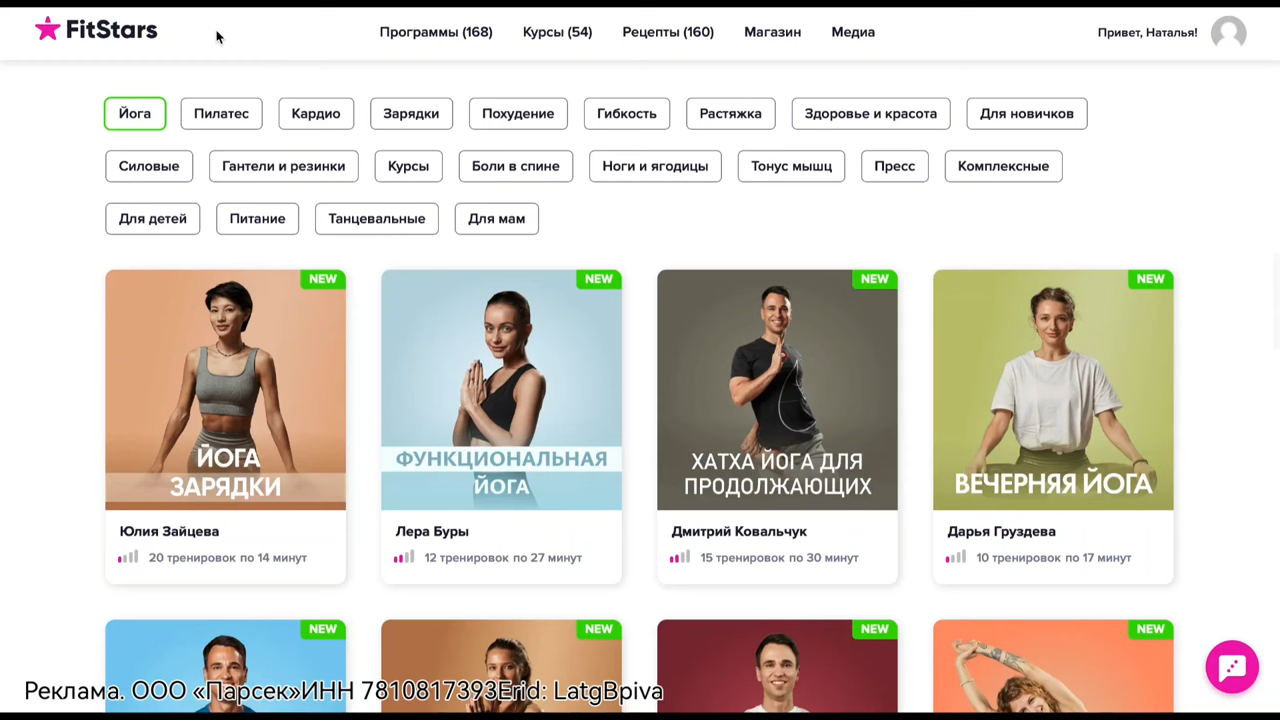 FitStars
Программы (168) Курсы (54) Рецепты (160) Магазин Медиа
Привет, Наталья!
Йога Пилатес Кардио Зарядки Похудение Гибкость Растяжка Здоровье и красота Для новичков
Силовые Гантели и резинки Курсы Боли в спине Ноги и ягодицы Тонус мышц Пресс Комплексные
Для детей Питание Танцевальные Для мам
NEW NEW NEW NEW
ЙОГА
ЗАРЯДКИ
ФУНКЦИОНАЛЬНАЯ
ЙОГА
ХАТХА ЙОГА ДЛЯ
ПРОДОЛЖАЮЩИХ
ВЕЧЕРНЯЯ ЙОГА
Юлия Зайцева
20 тренировок по 14 минут
Лера Буры
12 тренировок по 27 минут
Дмитрий Ковальчук
15 тренировок по 30 минут
Дарья Груздева
10 тренировок по 17 минут
NEW NEW NEW NEW
Реклама. ООО «Парсек»ИНН 7810817393Erid: LatgBpiva